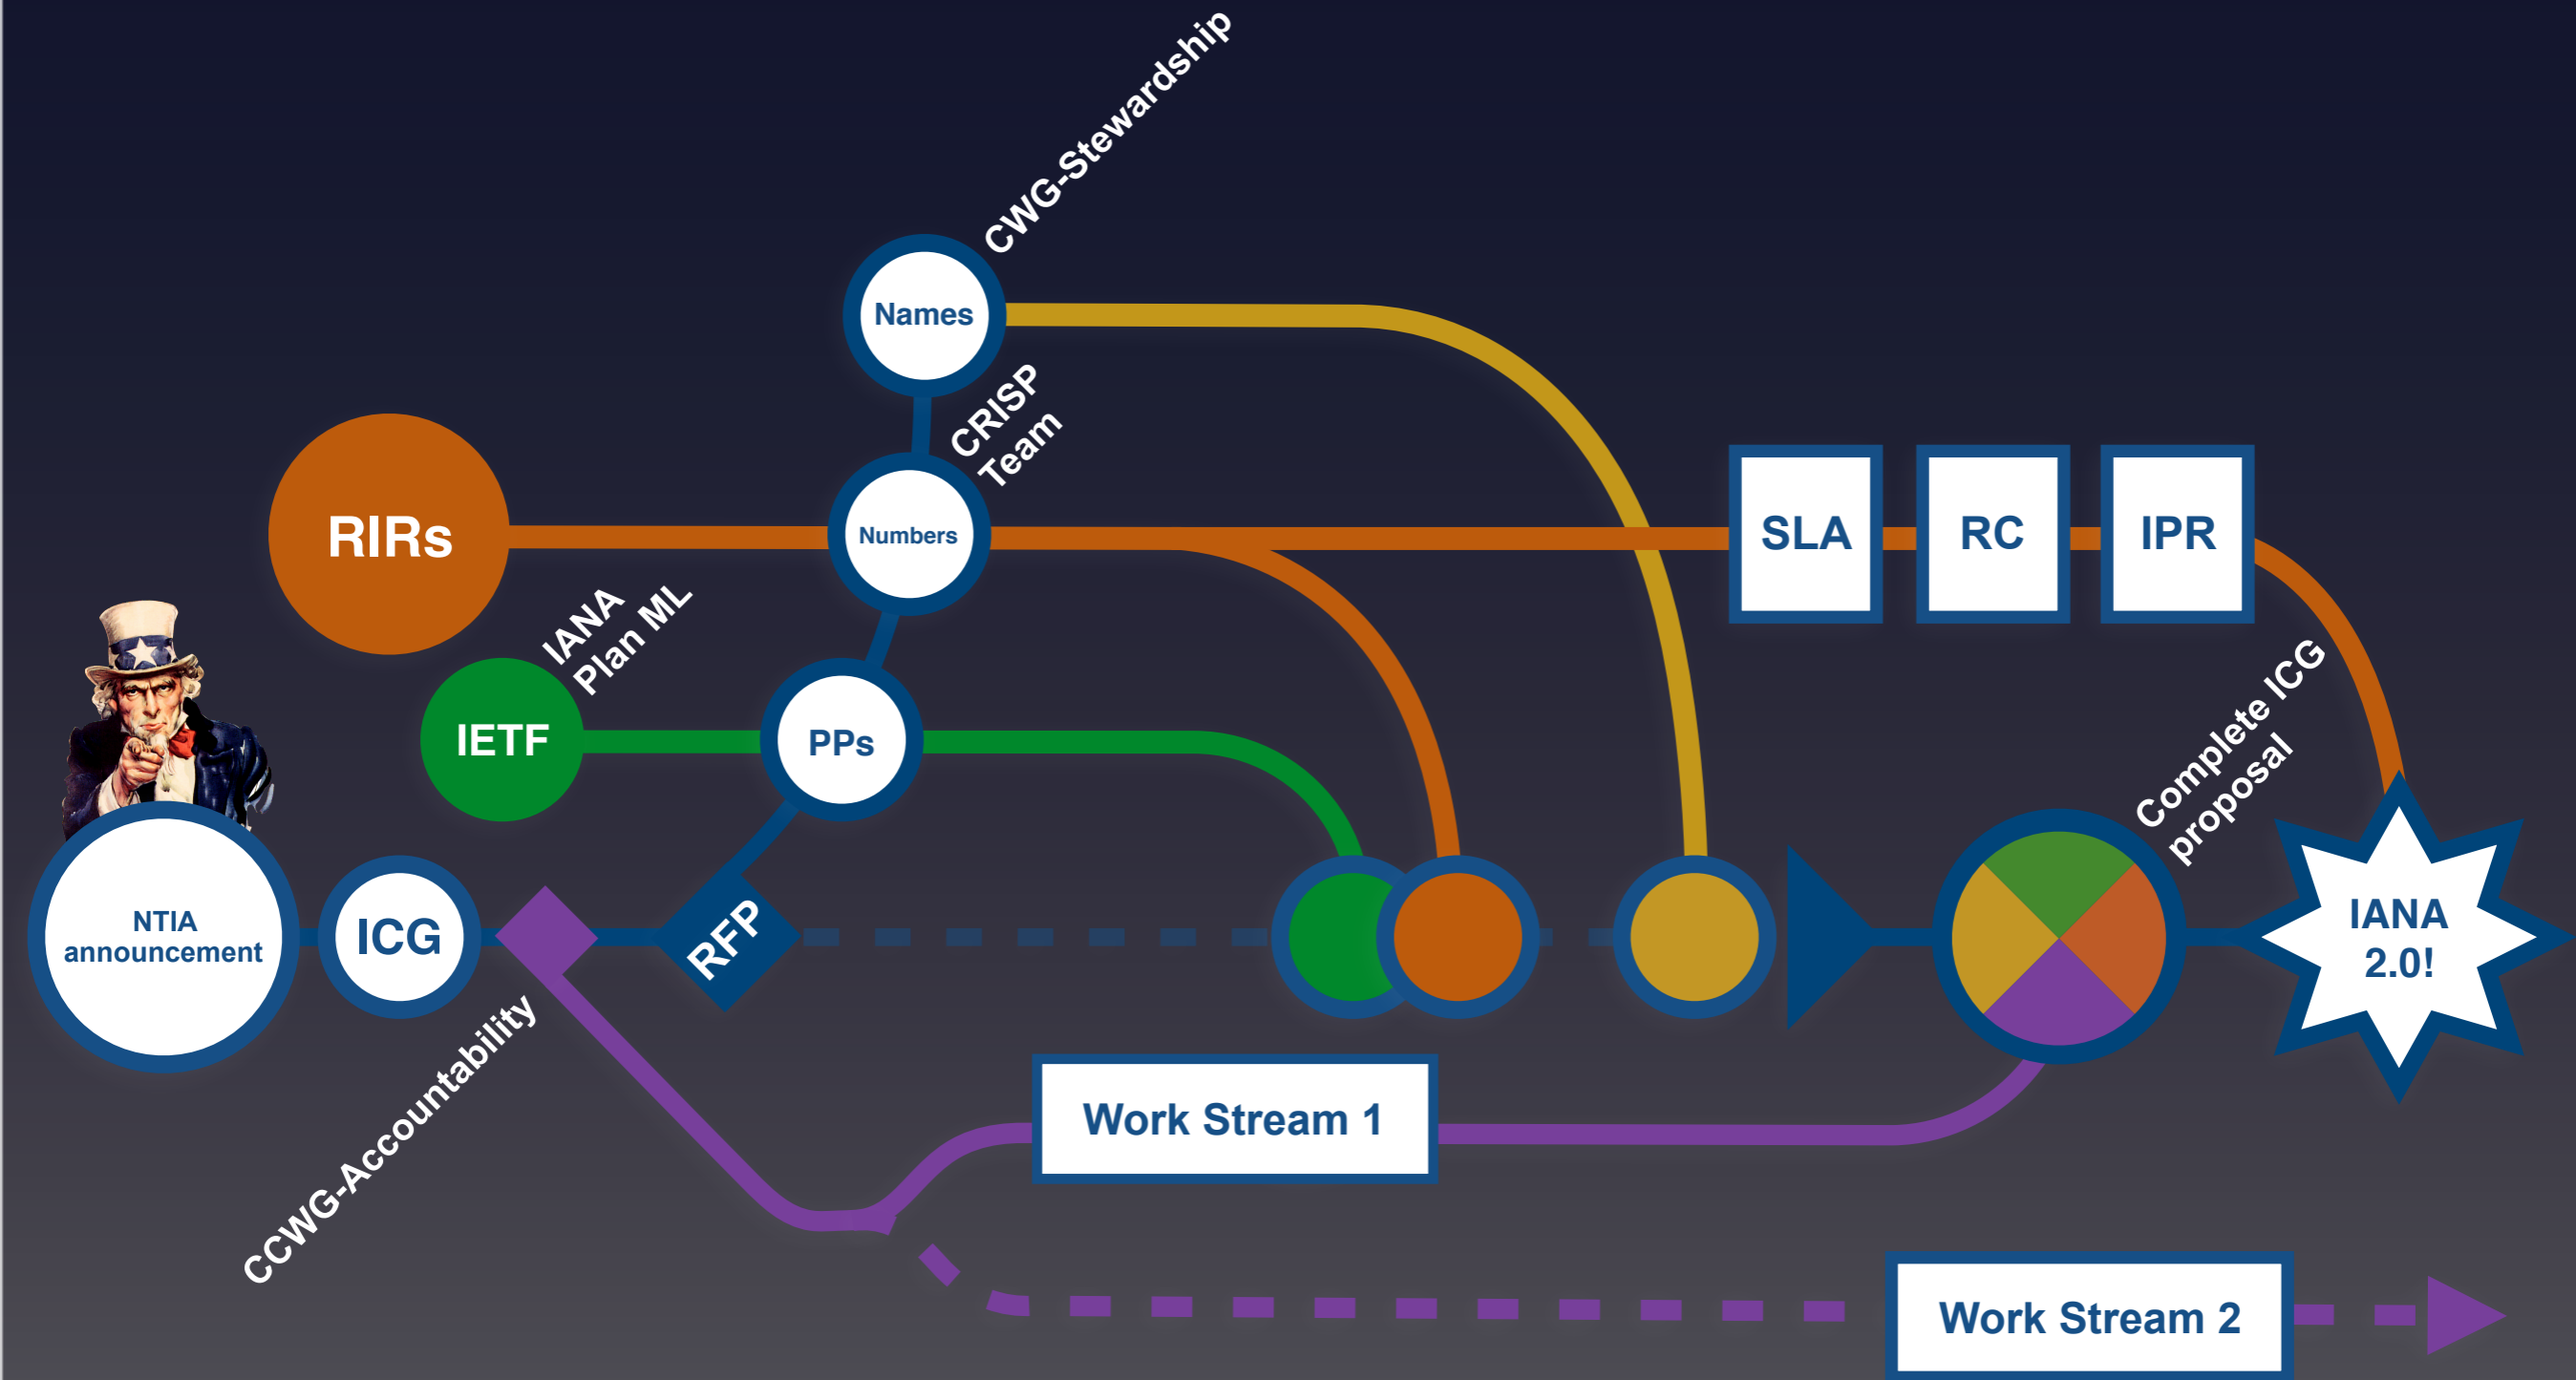 CWG-Stewardship
Names
CRISP
Team
RIRs
Numbers
SLA
RC
IPR
IANA
Plan ML
IETF
PPs
Complete ICG
proposal
NTIA
announcement
ICG
RFP
IANA
2.0!
CCWG-Accountability
Work Stream 1
Work Stream 2